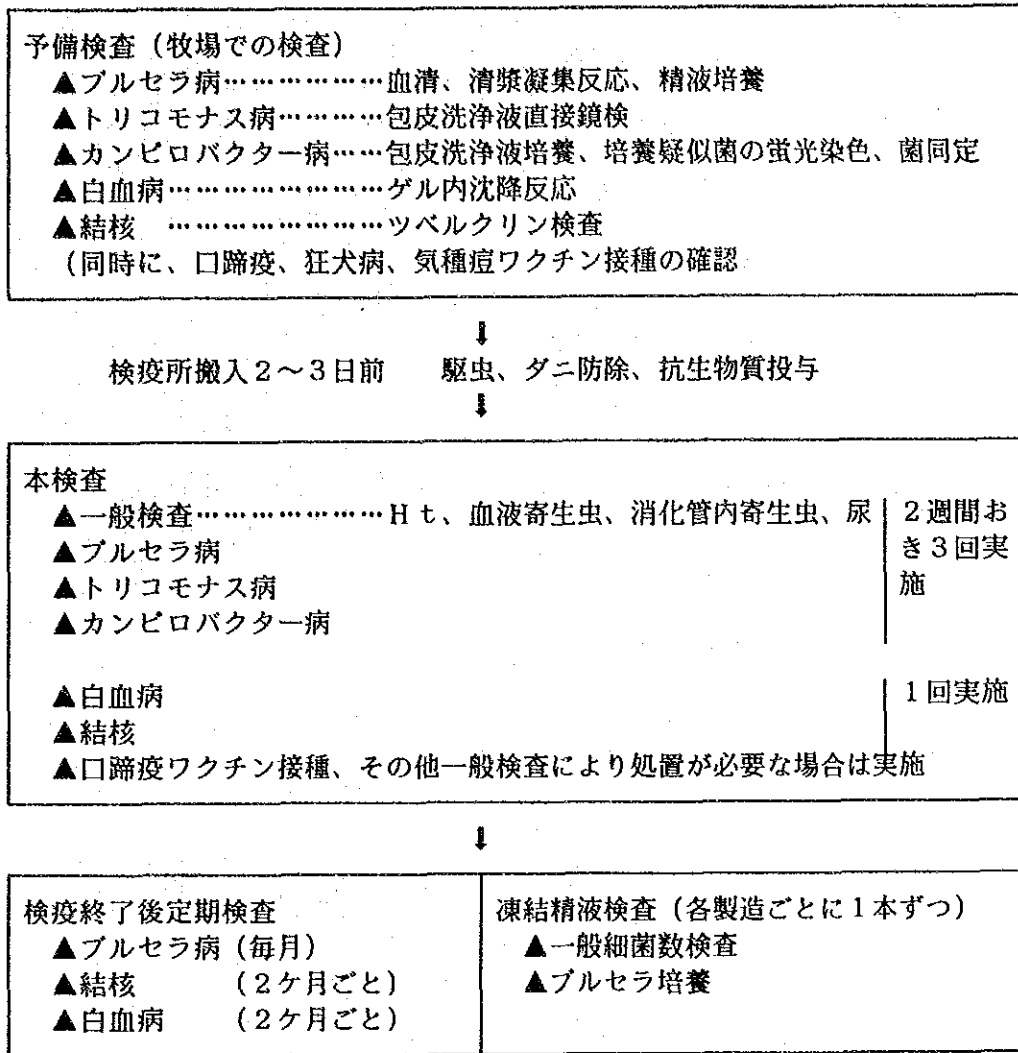 予備検査（牧場での検査）
▲ブルセラ病………………血清、清漿凝集反応、精液培養
▲トリコモナス病…………包皮洗浄液直接鏡検
▲カンピロバクター病……包皮洗浄液培養、培養疑似菌の蛍光染色、菌同定
▲白血病……………………ゲル内沈降反応
▲結核 ……………………ツベルクリン検査
（同時に、口蹄疫、狂犬病、気種痘ワクチン接種の確認
⬇
検疫所搬入２～３日前 駆虫、ダニ防除、抗生物質投与
⬇
本検査
▲一般検査…………………Ｈｔ、血液寄生虫、消化管内寄生虫、尿
▲ブルセラ病
▲トリコモナス病
▲カンピロバクター病
２週間お
き３回実
施
▲白血病
▲結核
１回実施
▲口蹄疫ワクチン接種、その他一般検査により処置が必要な場合は実施
⬇
検疫終了後定期検査
▲ブルセラ病（毎月）
▲結核 （２ケ月ごと）
▲白血病 （２ケ月ごと）
凍結精液検査（各製造ごとに１本ずつ）
▲一般細菌数検査
▲ブルセラ培養